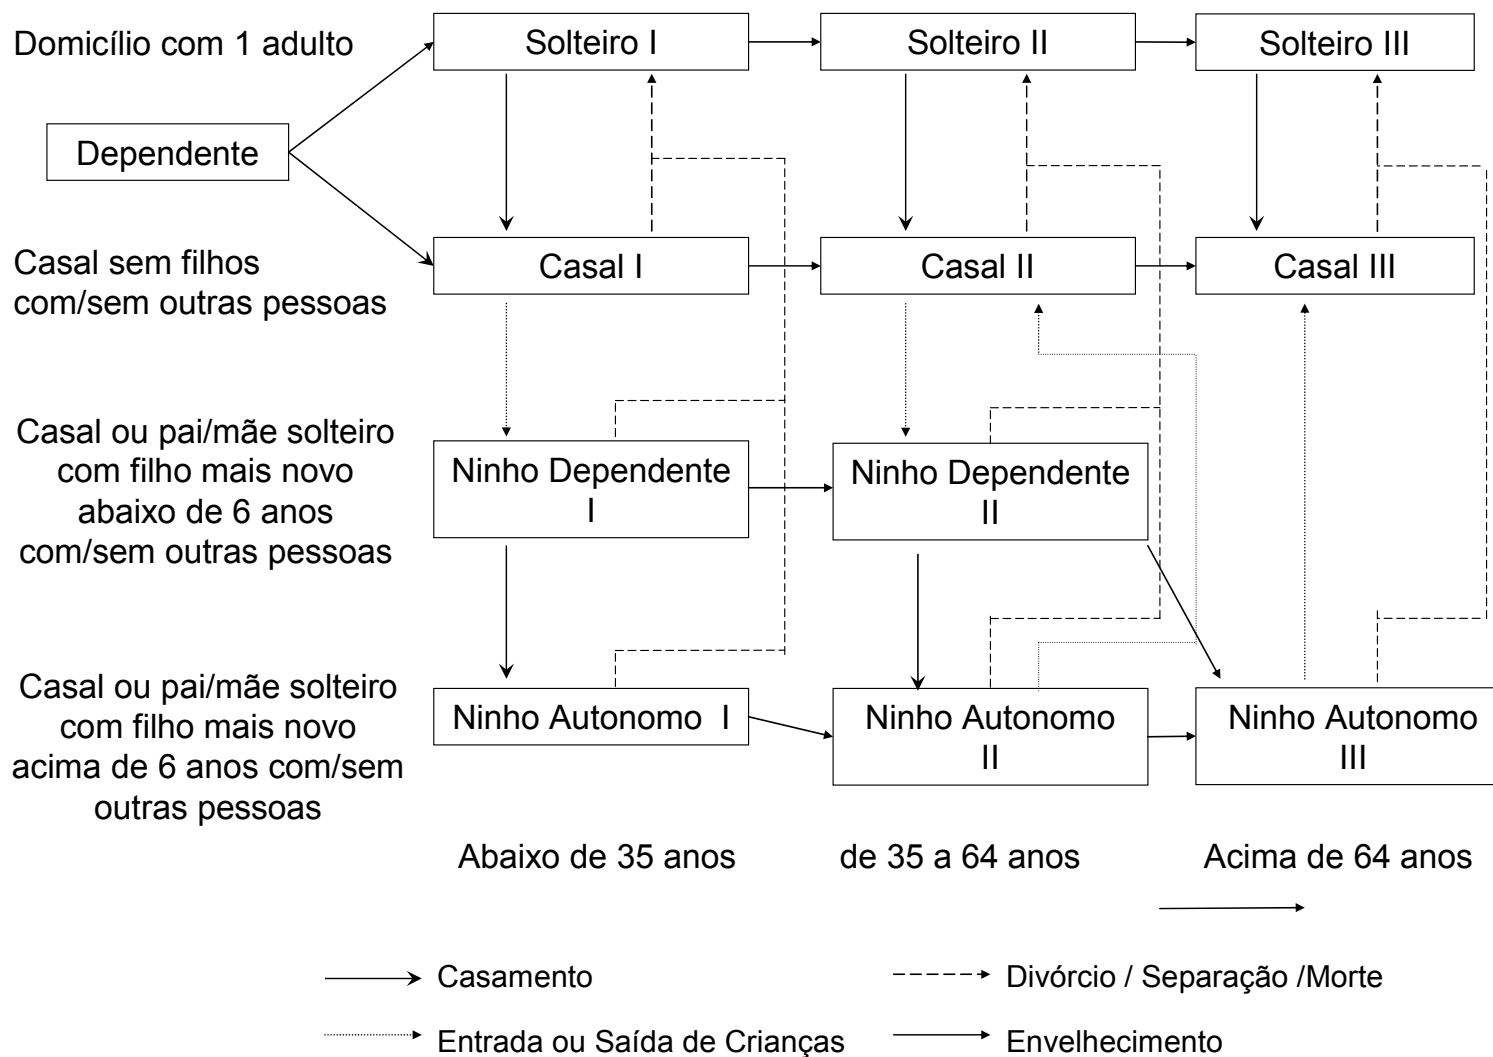 Domicílio com 1 adulto
Solteiro I
Solteiro II
Solteiro III
Dependente
Casal sem filhos
com/sem outras pessoas
Casal I
Casal II
Casal III
Casal ou pai/mãe solteiro
com filho mais novo
abaixo de 6 anos
com/sem outras pessoas
Ninho Dependente
I
Ninho Dependente
II
Casal ou pai/mãe solteiro
com filho mais novo
acima de 6 anos com/sem
outras pessoas
Ninho Autonomo I
Ninho Autonomo
II
Ninho Autonomo
III
Abaixo de 35 anos
de 35 a 64 anos
Acima de 64 anos
Casamento
Divórcio / Separação /Morte
Entrada ou Saída de Crianças
Envelhecimento